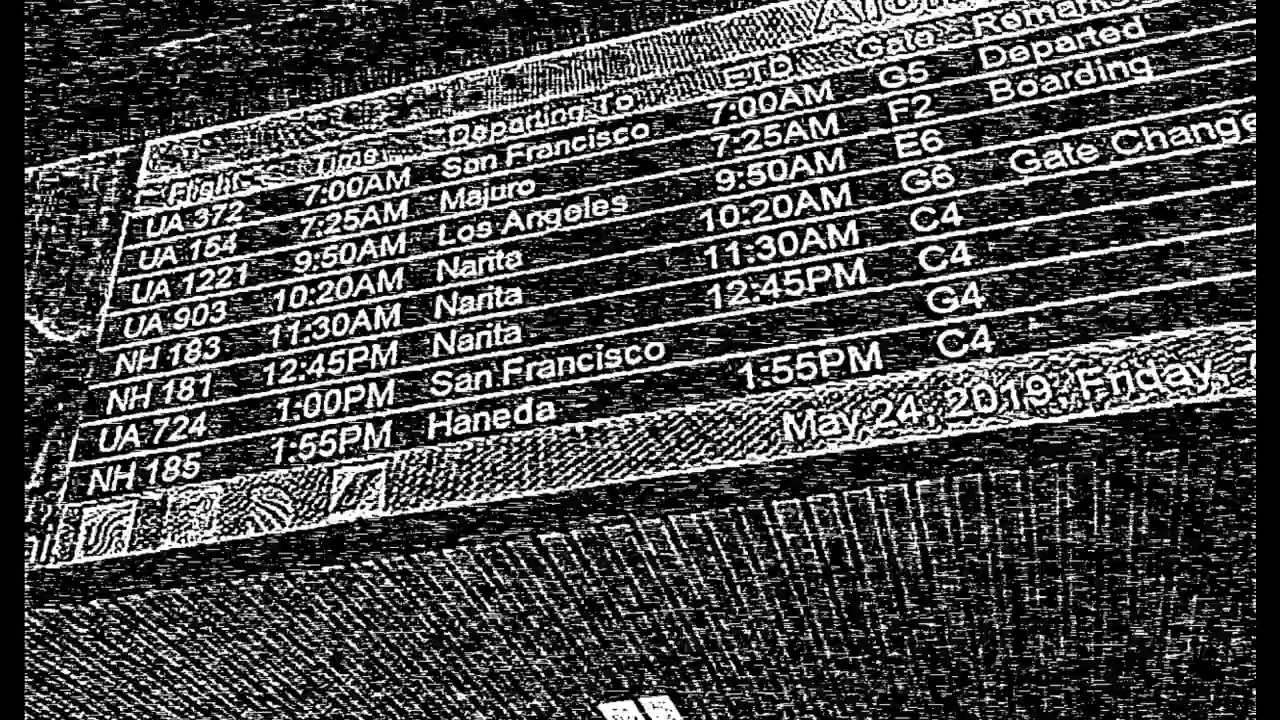 Flight Time Departing To ETD Gate Remarks
UA 372 7:00AM San Francisco 7:00AM G5 Departed
UA 154 7:25AM Majuro 7:25AM F2 Boarding
UA 1221 9:50AM Los Angeles 9:50AM E6
UA 903 10:20AM Narita 10:20AM G6 Gate Change
NH 183 11:30AM Narita 11:30AM C4
NH 181 12:45PM Narita 12:45PM C4
UA 724 1:00PM San Francisco G4
NH 185 1:55PM Haneda 1:55PM C4
May 24, 2019, Friday,